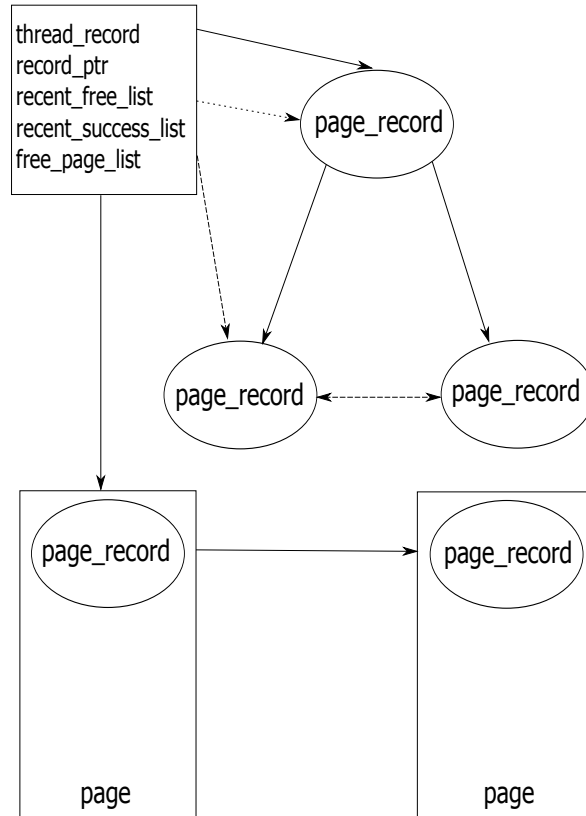 thread_record
record_ptr
recent_free_list
recent_success_list
free_page_list
page_record
page_record
page_record
page_record
page_record
page
page